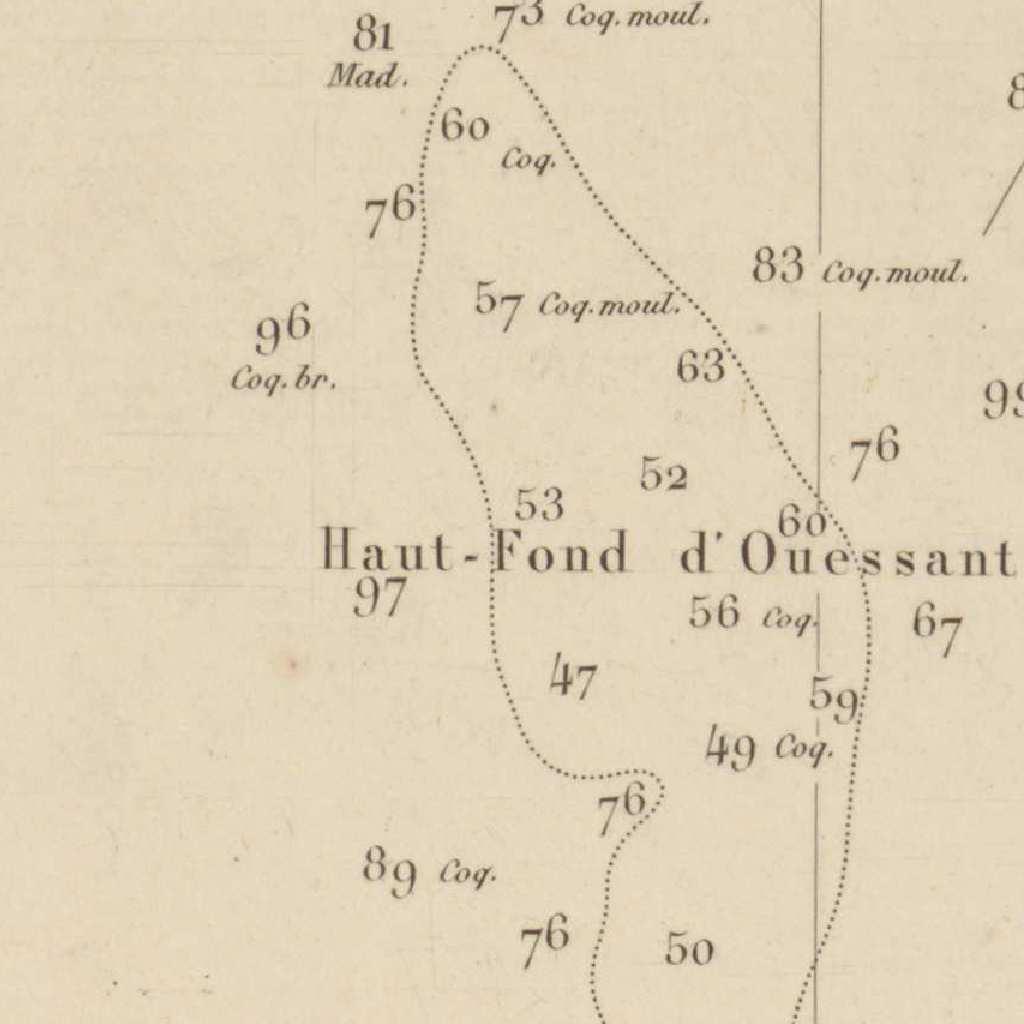 73 Coq. moul.
81
Mad.
60
Coq.
76
83 Coq. moul.
57 Coq. moul.
96
Coq. br.
63
76
52
53
60
Haut-Fond d'Ouessant
97
56 Coq.
67
47
59
49 Coq.
76
89 Coq.
76
50